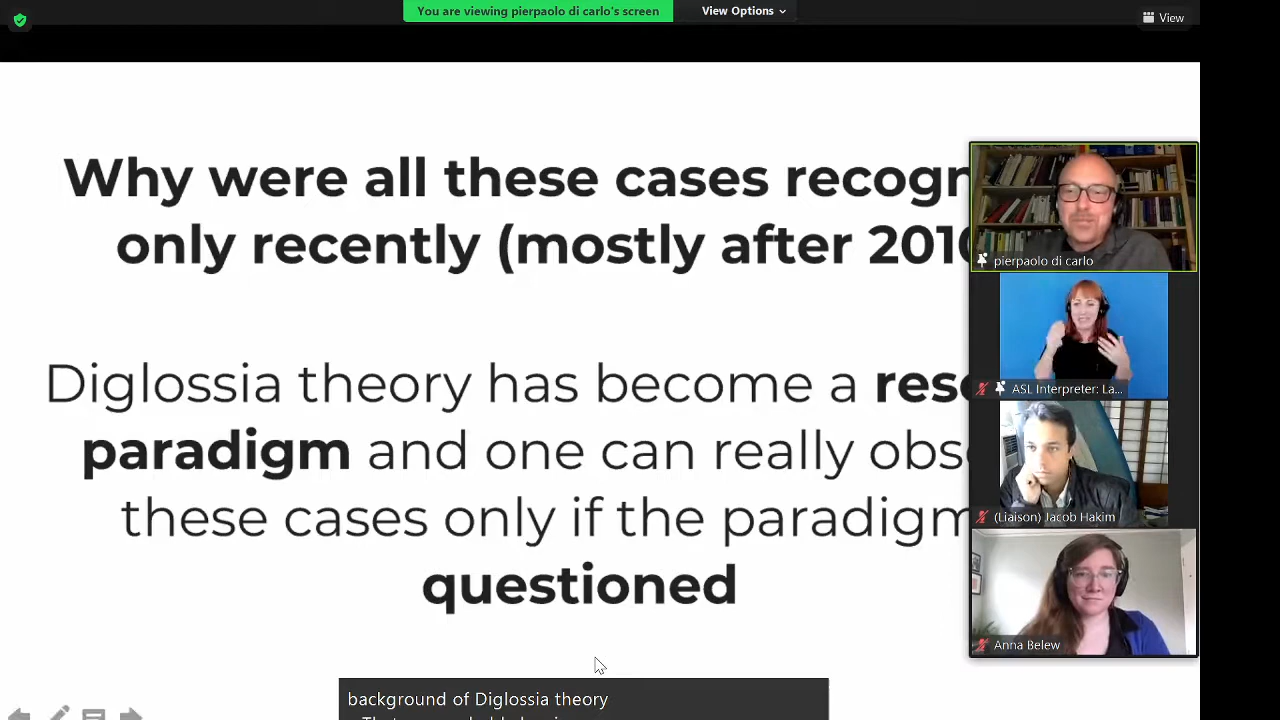 You are viewing pierpaolo di carlo's screen
View Options
View
Why were all these cases recogn
only recently (mostly after 2010
Diglossia theory has become a rese
paradigm and one can really obs
these cases only if the paradigm
questioned
pierpaolo di carlo
ASL Interpreter: La...
(Liaison) Jacob Hakim
Anna Belew
background of Diglossia theory